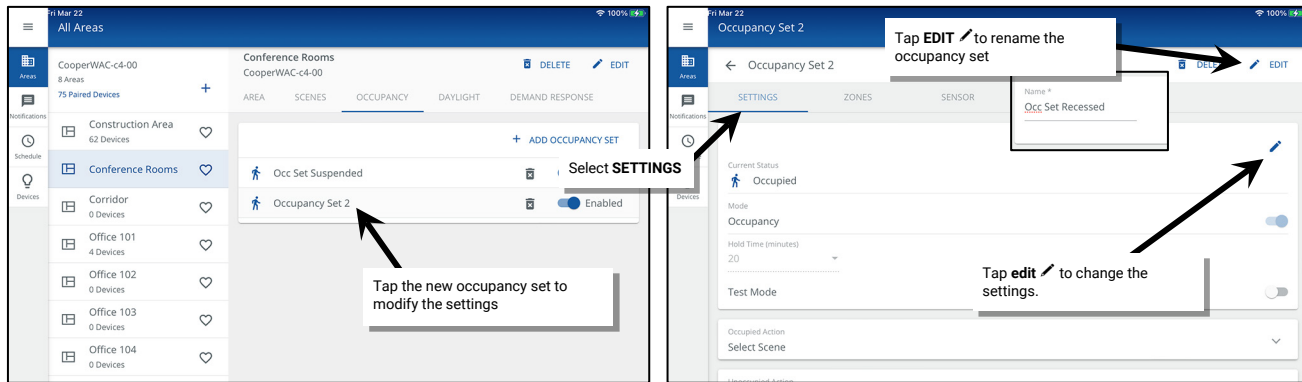 Fri Mar 22
100%
All Areas
Areas
Notifications
Schedule
Devices
CooperWAC-c4-00
8 Areas
75 Paired Devices
+
Construction Area
62 Devices
Conference Rooms
Corridor
0 Devices
Office 101
4 Devices
Office 102
0 Devices
Office 103
0 Devices
Office 104
0 Devices
Conference Rooms
CooperWAC-c4-00
DELETE
EDIT
AREA SCENES OCCUPANCY DAYLIGHT DEMAND RESPONSE
+ ADD OCCUPANCY SET
Occ Set Suspended
Occupancy Set 2
Enabled
Tap the new occupancy set to
modify the settings
Select SETTINGS
Fri Mar 22
100%
Occupancy Set 2
Areas
Notifications
Devices
Tap EDIT to rename the
occupancy set
Occupancy Set 2
DELE
EDIT
SETTINGS ZONES SENSOR
Name *
Occ Set Recessed
Current Status
Occupied
Mode
Occupancy
Hold Time (minutes)
20
Test Mode
Tap edit to change the
settings.
Occupied Action
Select Scene